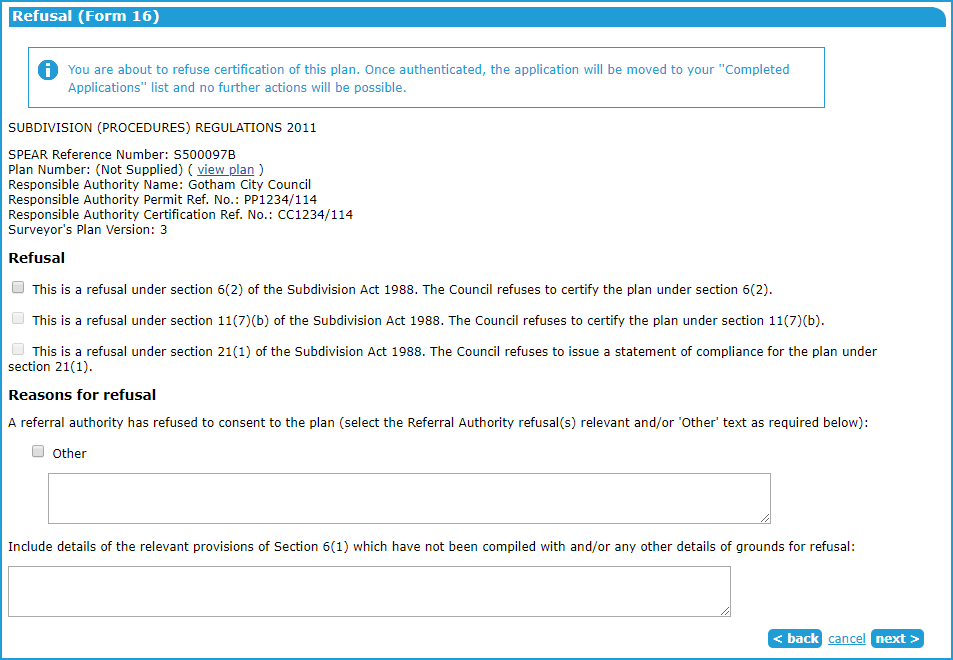 Refusal (Form 16)
You are about to refuse certification of this plan. Once authenticated, the application will be moved to your "Completed
Applications" list and no further actions will be possible.
SUBDIVISION (PROCEDURES) REGULATIONS 2011
SPEAR Reference Number: S500097B
Plan Number: (Not Supplied) ( view plan )
Responsible Authority Name: Gotham City Council
Responsible Authority Permit Ref. No.: PP1234/114
Responsible Authority Certification Ref. No.: CC1234/114
Surveyor's Plan Version: 3
Refusal
This is a refusal under section 6(2) of the Subdivision Act 1988. The Council refuses to certify the plan under section 6(2).
This is a refusal under section 11(7)(b) of the Subdivision Act 1988. The Council refuses to certify the plan under section 11(7)(b).
This is a refusal under section 21(1) of the Subdivision Act 1988. The Council refuses to issue a statement of compliance for the plan under
section 21(1).
Reasons for refusal
A referral authority has refused to consent to the plan (select the Referral Authority refusal(s) relevant and/or 'Other' text as required below):
Other
Include details of the relevant provisions of Section 6(1) which have not been compiled with and/or any other details of grounds for refusal:
< back cancel next >